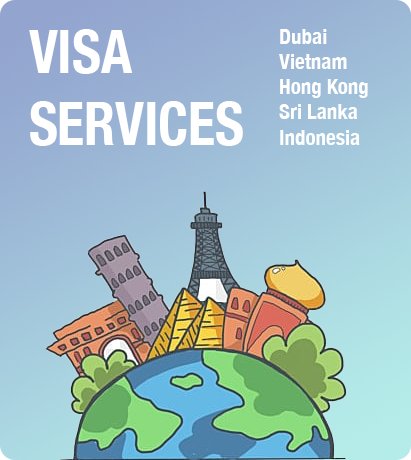 VISA
SERVICES
Dubai
Vietnam
Hong Kong
Sri Lanka
Indonesia